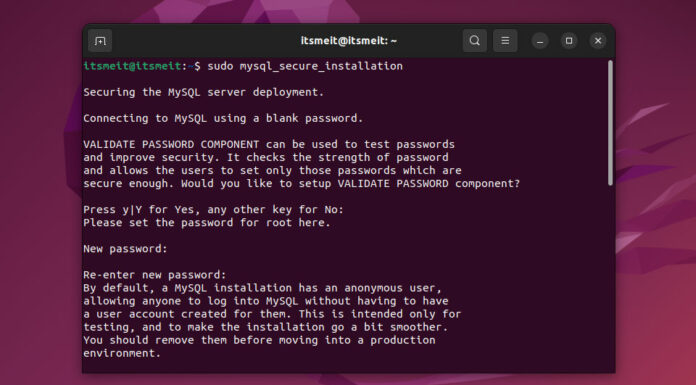 itsmeit@itsmeit: ~
itsmeit@itsmeit:~$ sudo mysql_secure_installation
Securing the MySQL server deployment.
Connecting to MySQL using a blank password.
VALIDATE PASSWORD COMPONENT can be used to test passwords
and improve security. It checks the strength of password
and allows the users to set only those passwords which are
secure enough. Would you like to setup VALIDATE PASSWORD component?
Press y|Y for Yes, any other key for No:
Please set the password for root here.
New password:
Re-enter new password:
By default, a MySQL installation has an anonymous user,
allowing anyone to log into MySQL without having to have
a user account created for them. This is intended only for
testing, and to make the installation go a bit smoother.
You should remove them before moving into a production
environment.